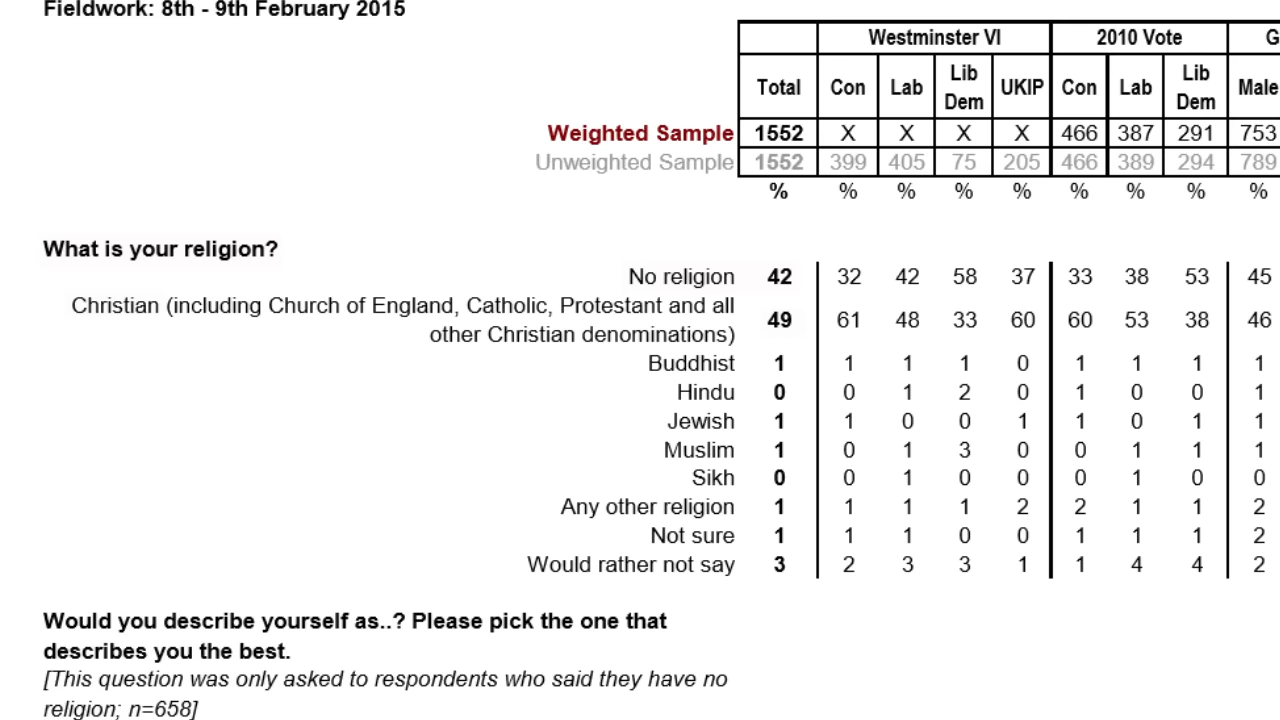 Fieldwork: 8th - 9th February 2015
Westminster VI 2010 Vote G
Total Con Lab Lib Dem UKIP Con Lab Lib Dem Male
Weighted Sample 1552 X X X X 466 387 291 753
Unweighted Sample 1552 399 405 75 205 466 389 294 789
% % % % % % % % %
What is your religion?
No religion 42 32 42 58 37 33 38 53 45
Christian (including Church of England, Catholic, Protestant and all
other Christian denominations) 49 61 48 33 60 60 53 38 46
Buddhist 1 1 1 1 0 1 1 1 1
Hindu 0 0 1 2 0 1 0 0 1
Jewish 1 1 0 0 1 1 0 1 1
Muslim 1 0 1 3 0 0 1 1 1
Sikh 0 0 1 0 0 0 1 0 0
Any other religion 1 1 1 1 2 2 1 1 2
Not sure 1 1 1 0 0 1 1 1 2
Would rather not say 3 2 3 3 1 1 4 4 2
Would you describe yourself as..? Please pick the one that
describes you the best.
[This question was only asked to respondents who said they have no
religion; n=658]